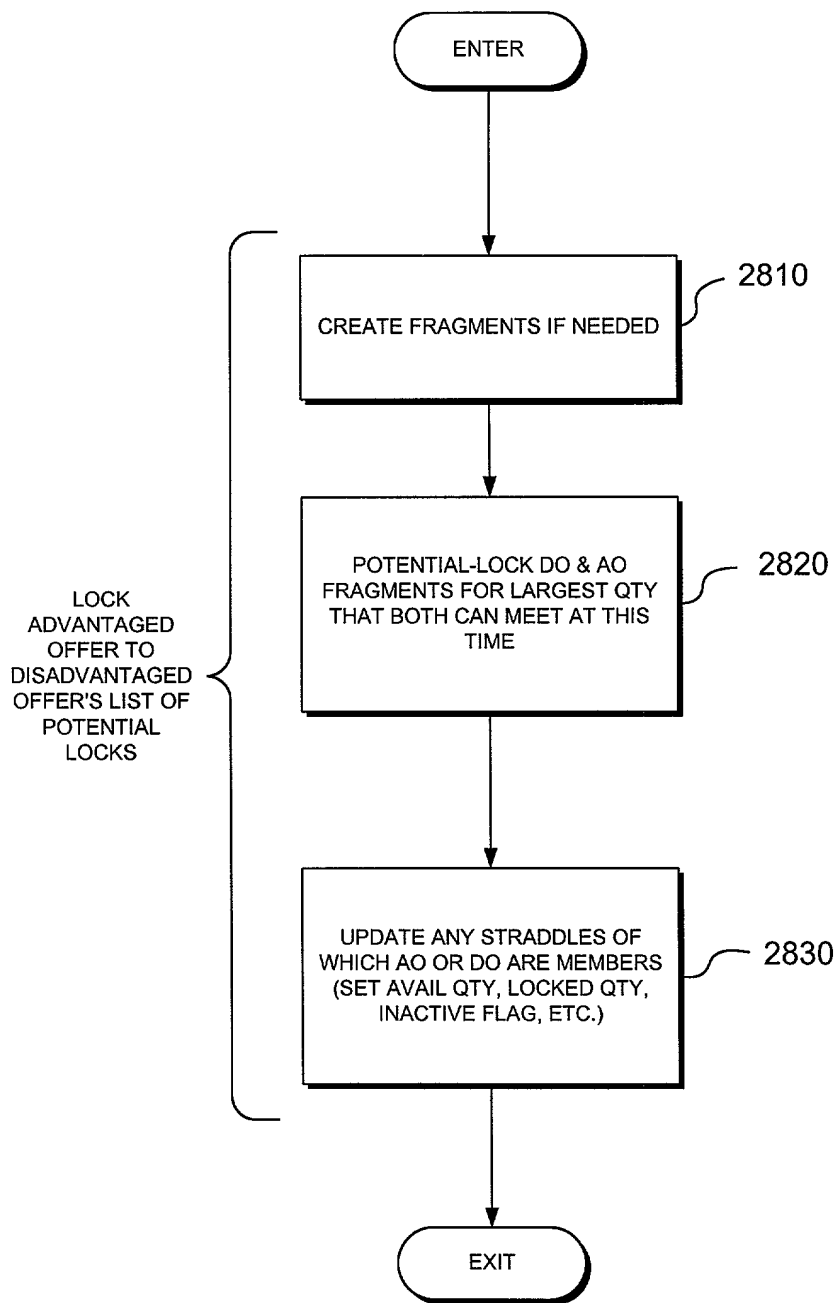 ENTER
2810
CREATE FRAGMENTS IF NEEDED
2820
POTENTIAL-LOCK DO & AO
FRAGMENTS FOR LARGEST QTY
THAT BOTH CAN MEET AT THIS
TIME
LOCK
ADVANTAGED
OFFER TO
DISADVANTAGED
OFFER'S LIST OF
POTENTIAL
LOCKS
2830
UPDATE ANY STRADDLES OF
WHICH AO OR DO ARE MEMBERS
(SET AVAIL QTY, LOCKED QTY,
INACTIVE FLAG, ETC.)
EXIT